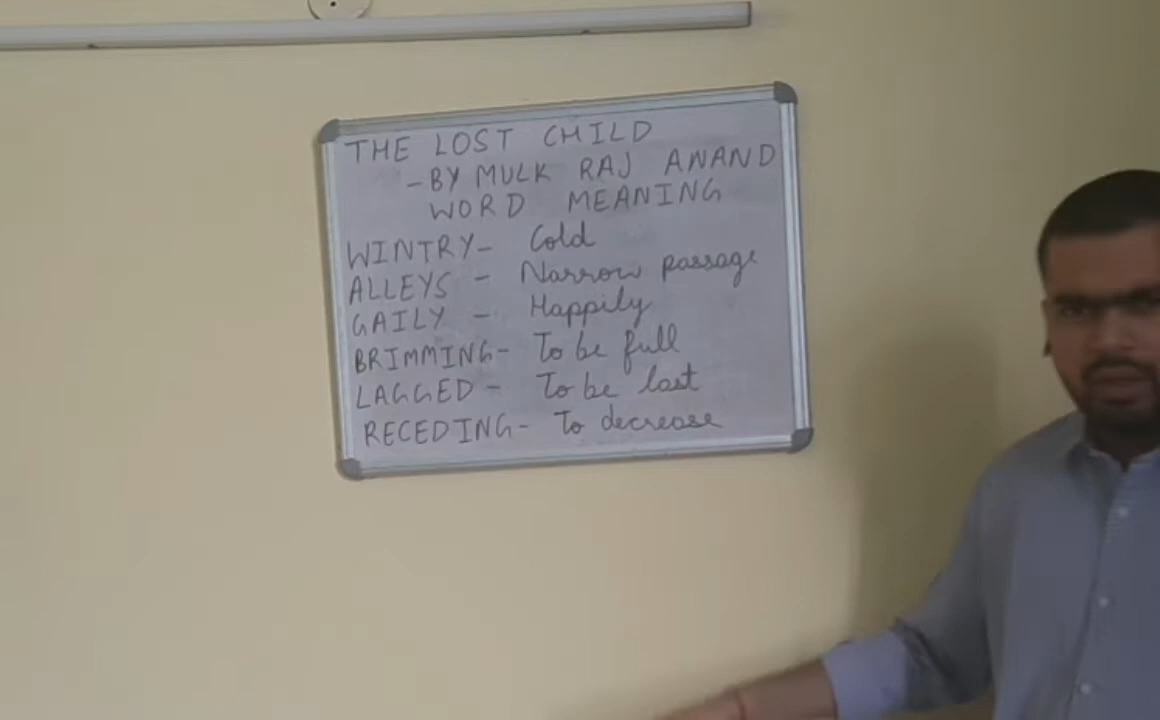 THE LOST CHILD
-BY MULK RAJ ANAND
WORD MEANING
WINTRY- Cold
ALLEYS - Narrow passage
GAILY - Happily
BRIMMING- To be full
LAGGED - To be last
RECEDING- To decrease